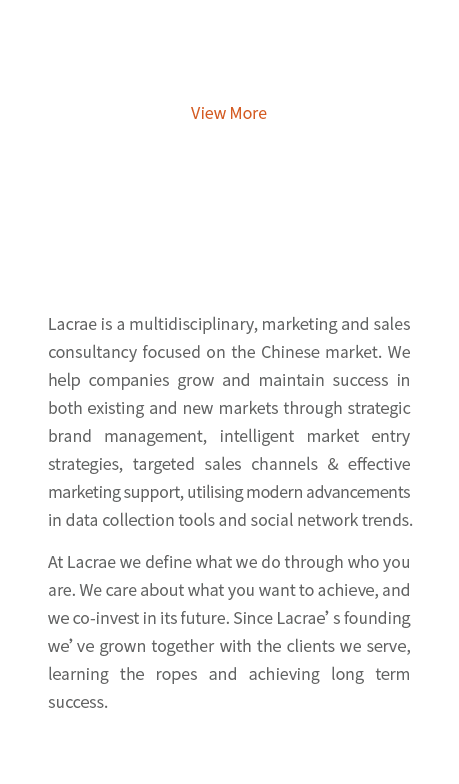 View More
Lacrae is a multidisciplinary, marketing and sales
consultancy focused on the Chinese market. We
help companies grow and maintain success in
both existing and new markets through strategic
brand management, intelligent market entry
strategies, targeted sales channels & effective
marketing support, utilising modern advancements
in data collection tools and social network trends.
At Lacrae we define what we do through who you
are. We care about what you want to achieve, and
we co-invest in its future. Since Lacrae’s founding
we’ve grown together with the clients we serve,
learning the ropes and achieving long term
success.